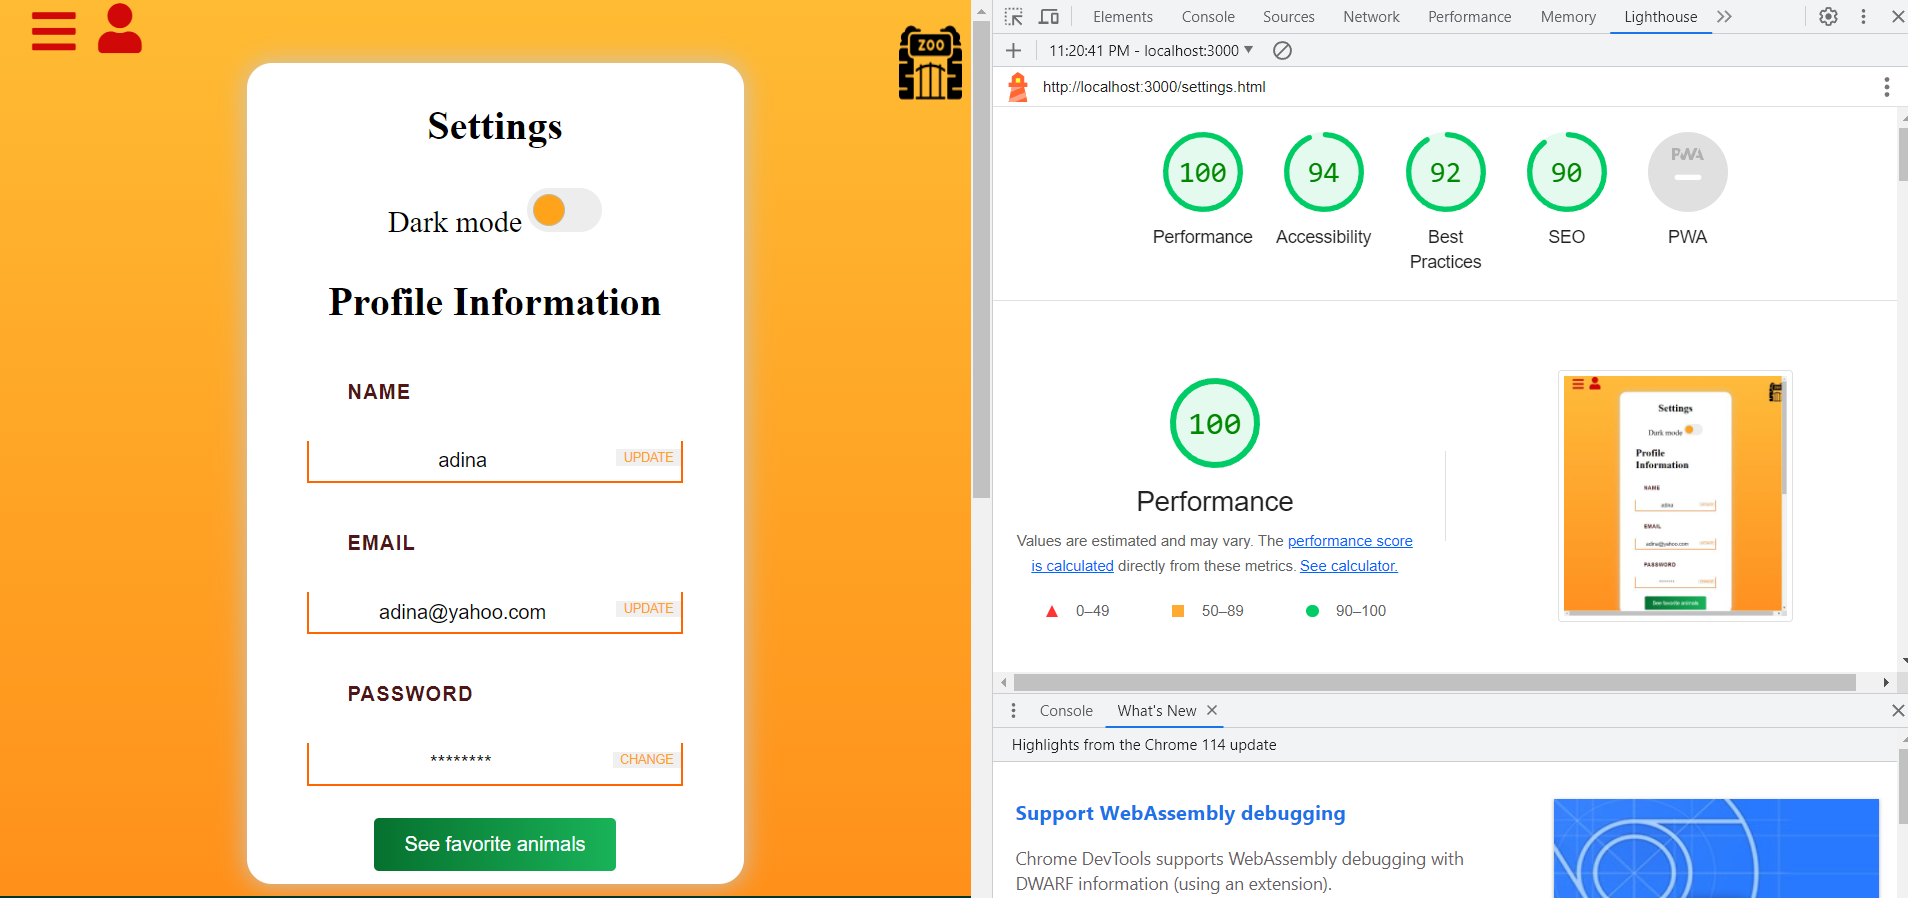 ZOO
Settings
Dark mode
Profile Information
NAME
adina
UPDATE
EMAIL
adina@yahoo.com
UPDATE
PASSWORD
********
CHANGE
See favorite animals
Elements Console Sources Network Performance Memory Lighthouse
11:20:41 PM - localhost:3000
http://localhost:3000/settings.html
100 94 92 90 PWA
Performance Accessibility Best Practices SEO PWA
100
Performance
Values are estimated and may vary. The performance score
is calculated directly from these metrics. See calculator.
0–49 50–89 90–100
Settings
Dark mode
Profile
Information
NAME
adina
EMAIL
adina@yahoo.com
PASSWORD
********
See favorite animals
Console What's New
Highlights from the Chrome 114 update
Support WebAssembly debugging
Chrome DevTools supports WebAssembly debugging with
DWARF information (using an extension).